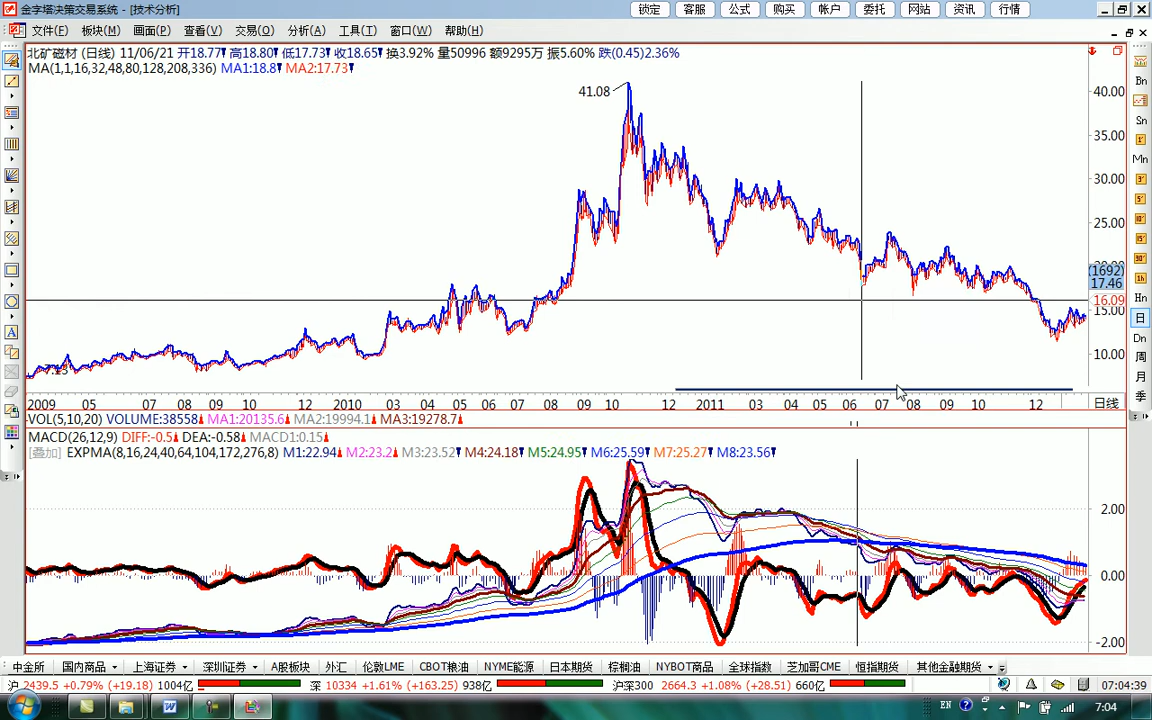 金字塔决策交易系统 - [技术分析] 锁定 客服 公式 购买 帐户 委托 网站 资讯 行情
文件(F) 板块(M) 画面(P) 查看(V) 交易(Q) 分析(A) 工具(T) 窗口(W) 帮助(H)
北矿磁材 (日线) 11/06/21 开18.77 高18.80 低17.73 收18.65 换3.92% 量50996 额9295万 振5.60% 跌(0.45)2.36%
MA(1,1,16,32,48,80,128,208,336) MA1:18.8 MA2:17.73
41.08
40.00
35.00
30.00
25.00
(1692)
17.46
16.09
15.00
10.00
2009 05 07 08 09 10 12 2010 03 04 05 06 07 08 09 10 12 2011 03 04 05 06 07 08 09 10 12 日线
VOL(5,10,20) VOLUME:38558 MA1:20135.6 MA2:19994.1 MA3:19278.7
MACD(26,12,9) DIFF:-0.5 DEA:-0.58 MACD1:0.15
[叠加] EXPMA(8,16,24,40,64,104,172,276,8) M1:22.94 M2:23.2 M3:23.52 M4:24.18 M5:24.95 M6:25.59 M7:25.27 M8:23.56
2.00
0.00
-2.00
Bn
Sn
Mn
Hn
日
Dn
周
月
季
中金所 国内商品 上海证券 深圳证券 A股板块 外汇 伦敦LME CBOT粮油 NYME能源 日本期货 棕榈油 NYBOT商品 全球指数 芝加哥CME 恒指期货 其他金融期货
沪 2439.5 +0.79% (+19.18) 1004亿 深 10334 +1.61% (+163.25) 938亿 沪深300 2664.3 +1.08% (+28.51) 660亿 07:04:39
EN 7:04